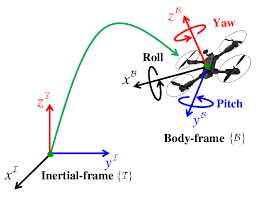 z^ℬ
Yaw
Roll
x^ℬ
Pitch
y^ℬ
Body-frame {ℬ}
z^ℐ
y^ℐ
x^ℐ
Inertial-frame {ℐ}